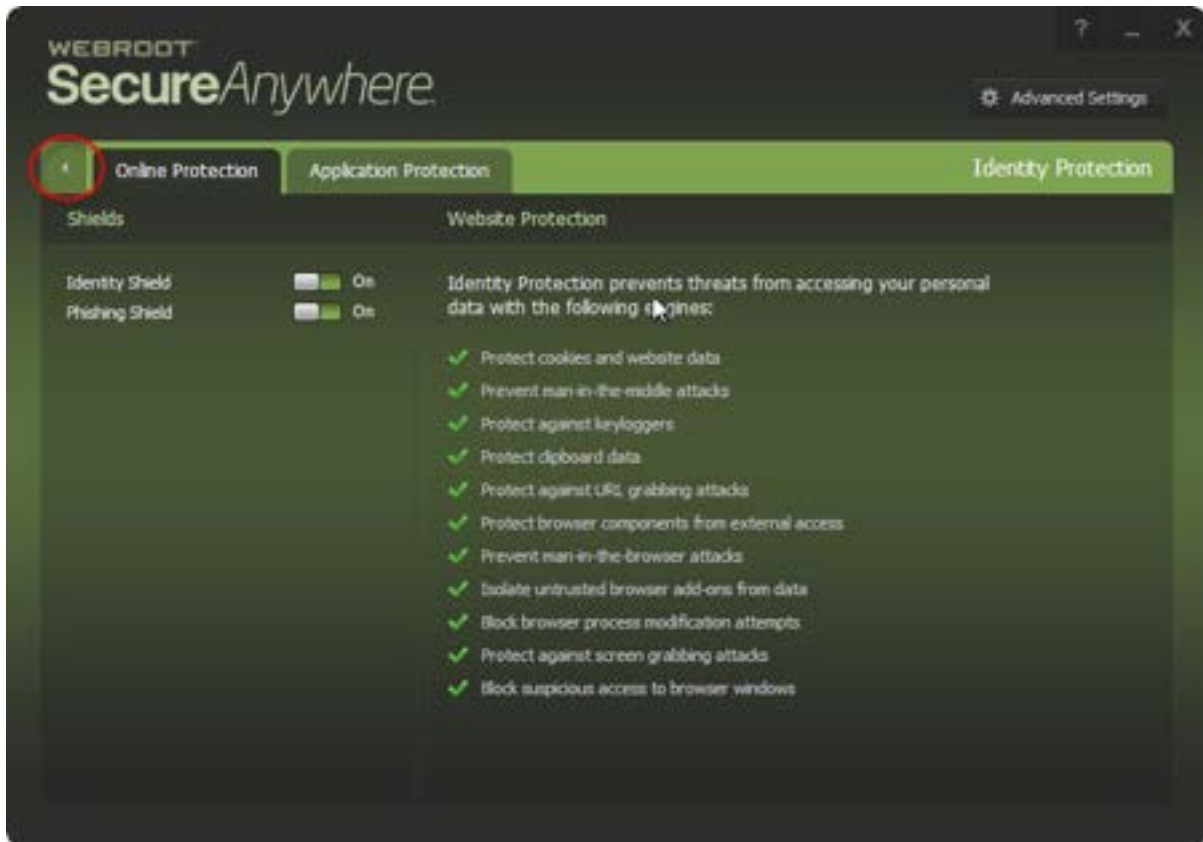 WEBROOT
SecureAnywhere.
? _ X
Advanced Settings
Online Protection
Application Protection
Identity Protection
Shields
Website Protection
Identity Shield On
Phishing Shield On
Identity Protection prevents threats from accessing your personal
data with the following engines:
Protect cookies and website data
Prevent man-in-the-middle attacks
Protect against keyloggers
Protect clipboard data
Protect against URL grabbing attacks
Protect browser components from external access
Prevent man-in-the-browser attacks
Isolate untrusted browser add-ons from data
Block browser process modification attempts
Protect against screen grabbing attacks
Block suspicious access to browser windows